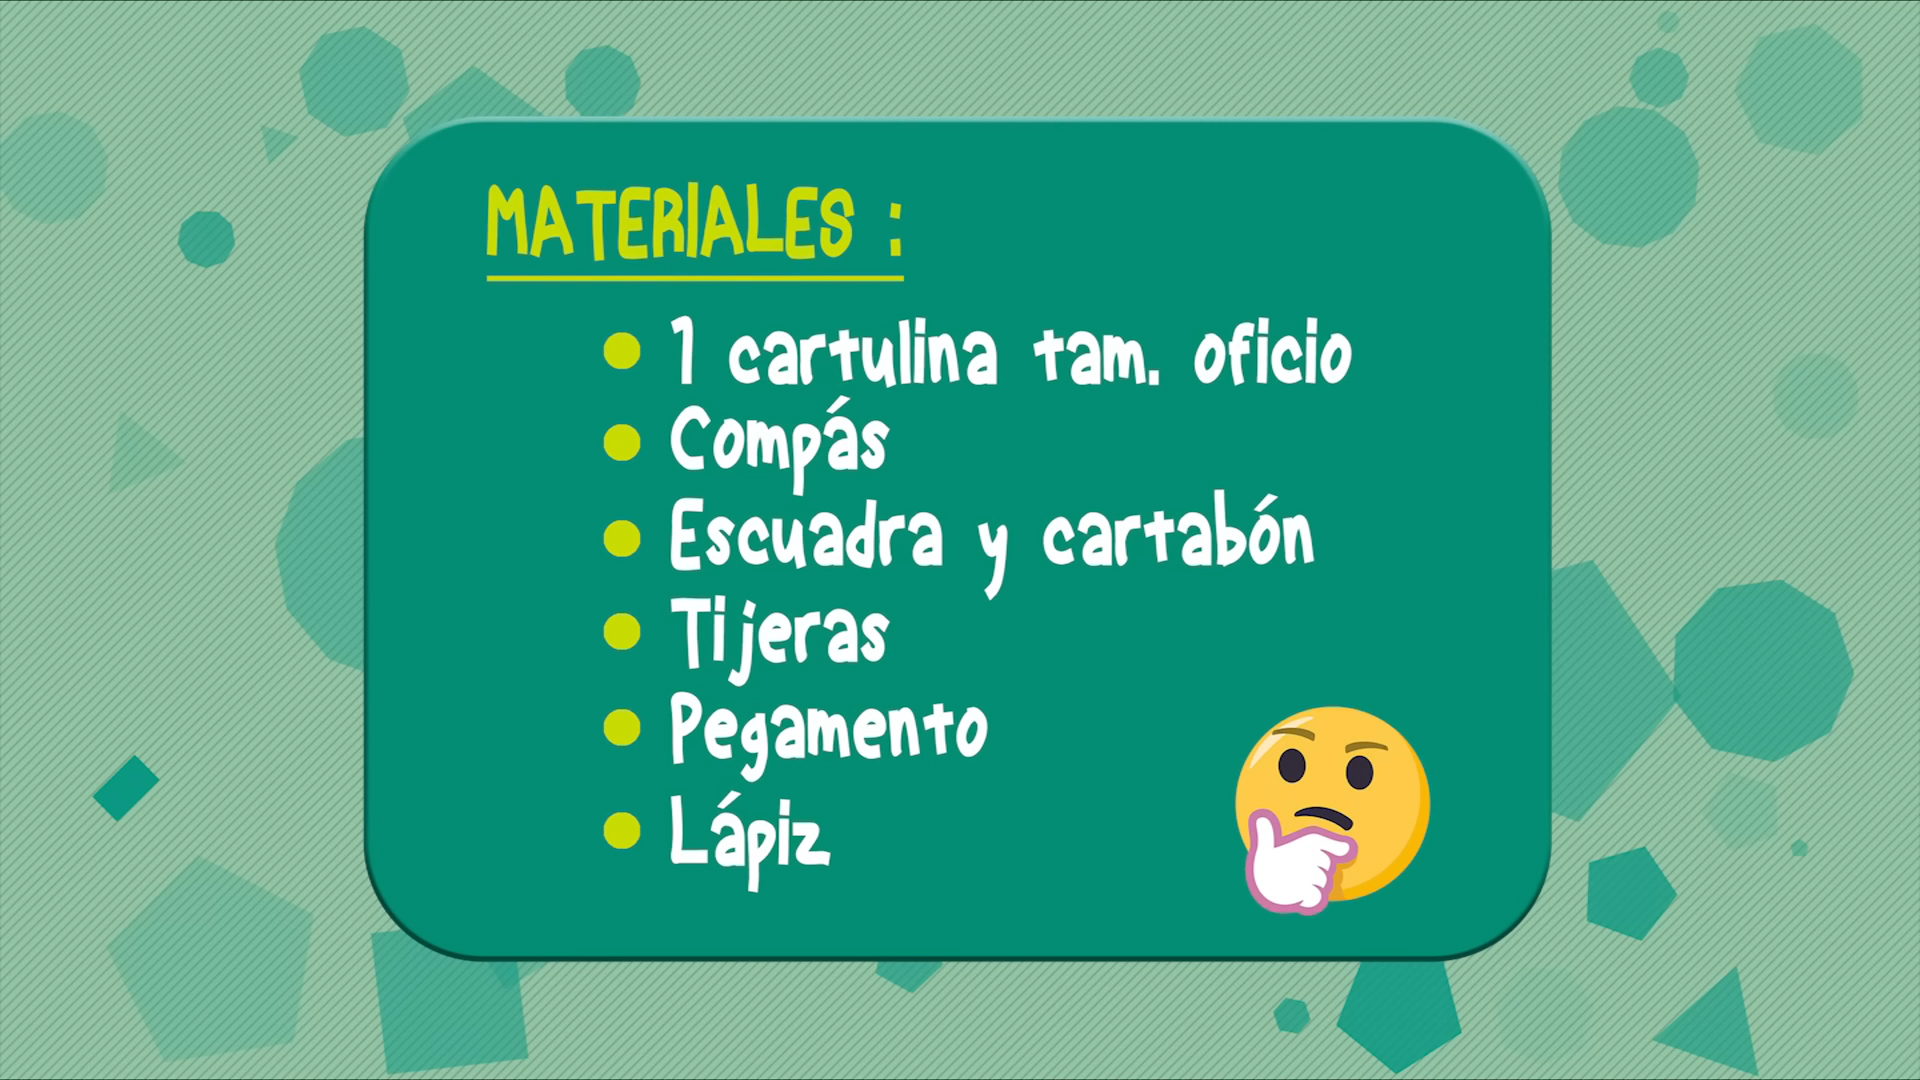 MATERIALES :
1 cartulina tam. oficio
Compás
Escuadra y cartabón
Tijeras
Pegamento
Lápiz